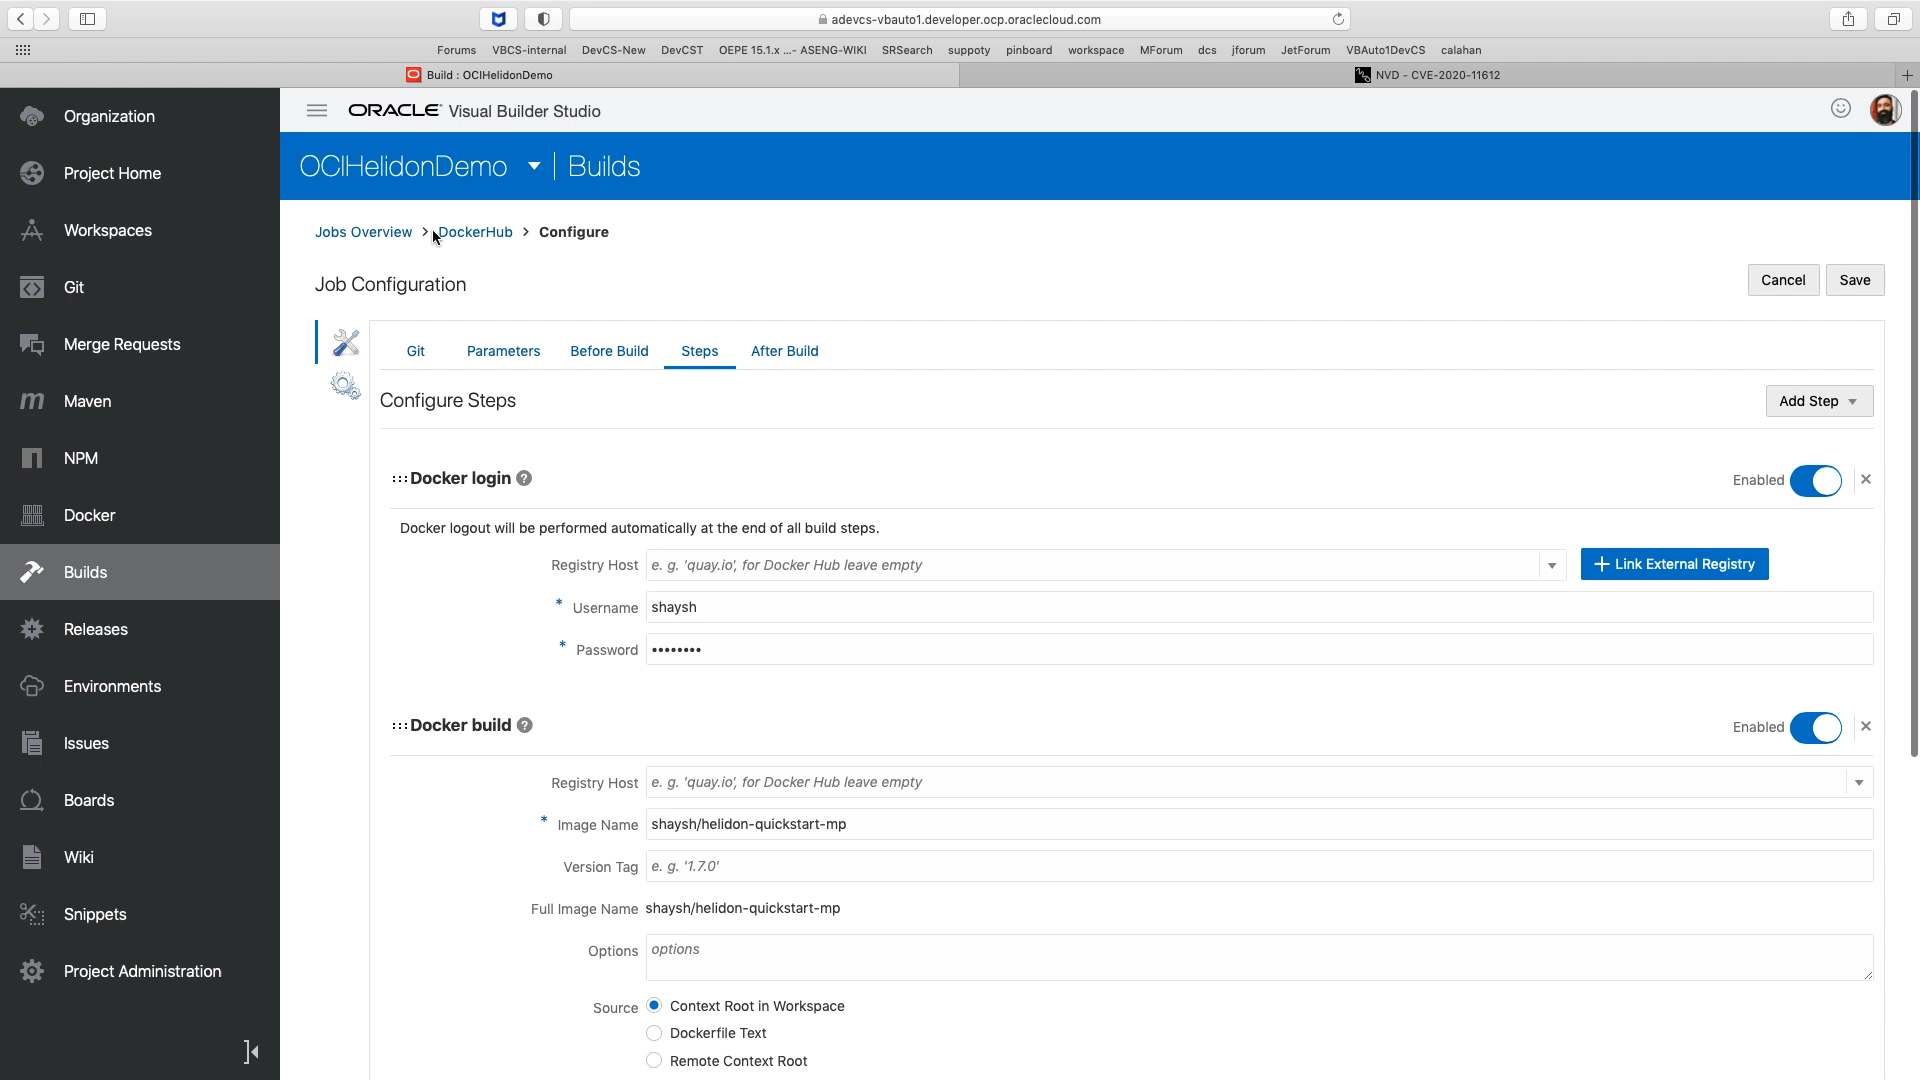 adevcs-vbauto1.developer.ocp.oraclecloud.com
Forums VBCS-internal DevCS-New DevCST OEPE 15.1.x ...- ASENG-WIKI SRSearch suppoty pinboard workspace MForum dcs jforum JetForum VBAuto1DevCS calahan
Build : OCIHelidonDemo
NVD - CVE-2020-11612
Organization
Project Home
Workspaces
Git
Merge Requests
Maven
NPM
Docker
Builds
Releases
Environments
Issues
Boards
Wiki
Snippets
Project Administration
ORACLE Visual Builder Studio
OCIHelidonDemo | Builds
Jobs Overview > DockerHub > Configure
Job Configuration
Cancel Save
Git Parameters Before Build Steps After Build
Configure Steps
Add Step
Docker login ?
Enabled
Docker logout will be performed automatically at the end of all build steps.
Registry Host e. g. 'quay.io', for Docker Hub leave empty
+ Link External Registry
* Username shaysh
* Password ••••••••
Docker build ?
Enabled
Registry Host e. g. 'quay.io', for Docker Hub leave empty
* Image Name shaysh/helidon-quickstart-mp
Version Tag e. g. '1.7.0'
Full Image Name shaysh/helidon-quickstart-mp
Options options
Source Context Root in Workspace
Dockerfile Text
Remote Context Root